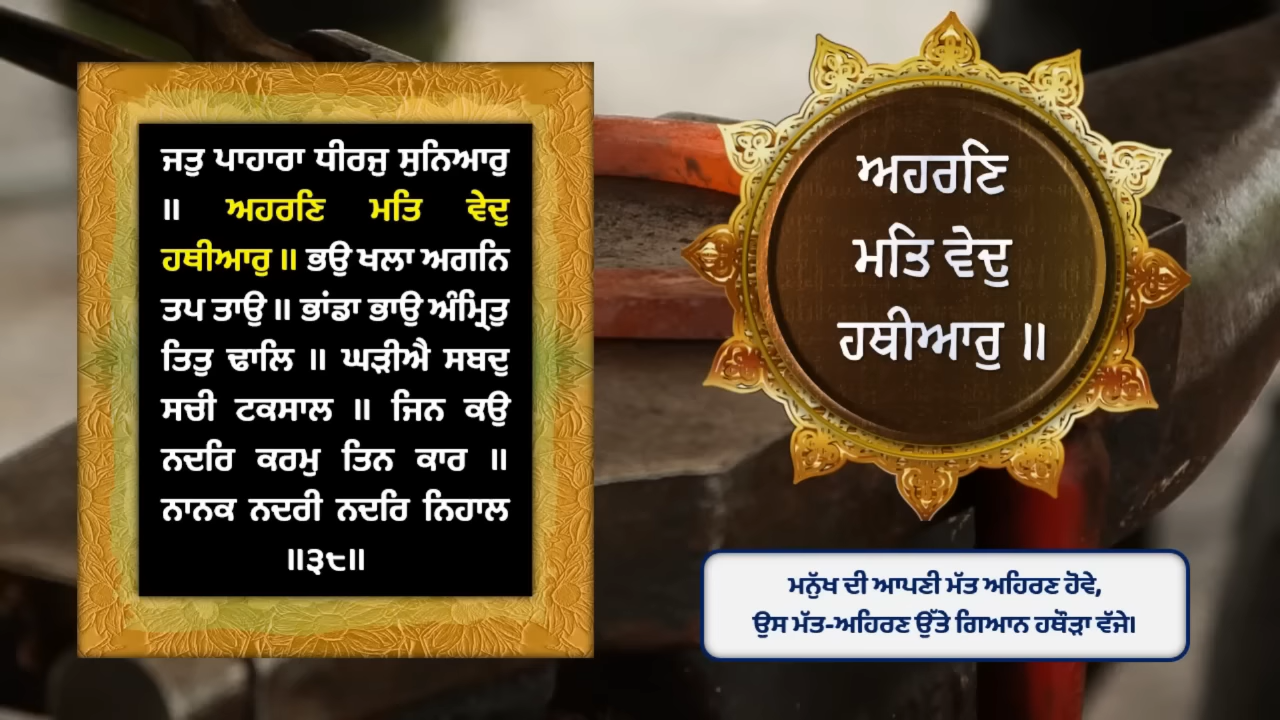 ਜਤੁ ਪਾਹਾਰਾ ਧੀਰਜੁ ਸੁਨਿਆਰੁ
॥ ਅਹਰਣਿ ਮਤਿ ਵੇਦੁ
ਹਥੀਆਰੁ ॥ ਭਉ ਖਲਾ ਅਗਨਿ
ਤਪ ਤਾਉ ॥ ਭਾਂਡਾ ਭਾਉ ਅੰਮ੍ਰਿਤੁ
ਤਿਤੁ ਢਾਲਿ ॥ ਘੜੀਐ ਸਬਦੁ
ਸਚੀ ਟਕਸਾਲ ॥ ਜਿਨ ਕਉ
ਨਦਰਿ ਕਰਮੁ ਤਿਨ ਕਾਰ ॥
ਨਾਨਕ ਨਦਰੀ ਨਦਰਿ ਨਿਹਾਲ
॥੩੮॥
ਅਹਰਣਿ
ਮਤਿ ਵੇਦੁ
ਹਥੀਆਰੁ ॥
ਮਨੁੱਖ ਦੀ ਆਪਣੀ ਮੱਤ ਅਹਿਰਣ ਹੋਵੇ,
ਉਸ ਮੱਤ-ਅਹਿਰਣ ਉੱਤੇ ਗਿਆਨ ਹਥੌੜਾ ਵੱਜੇ।